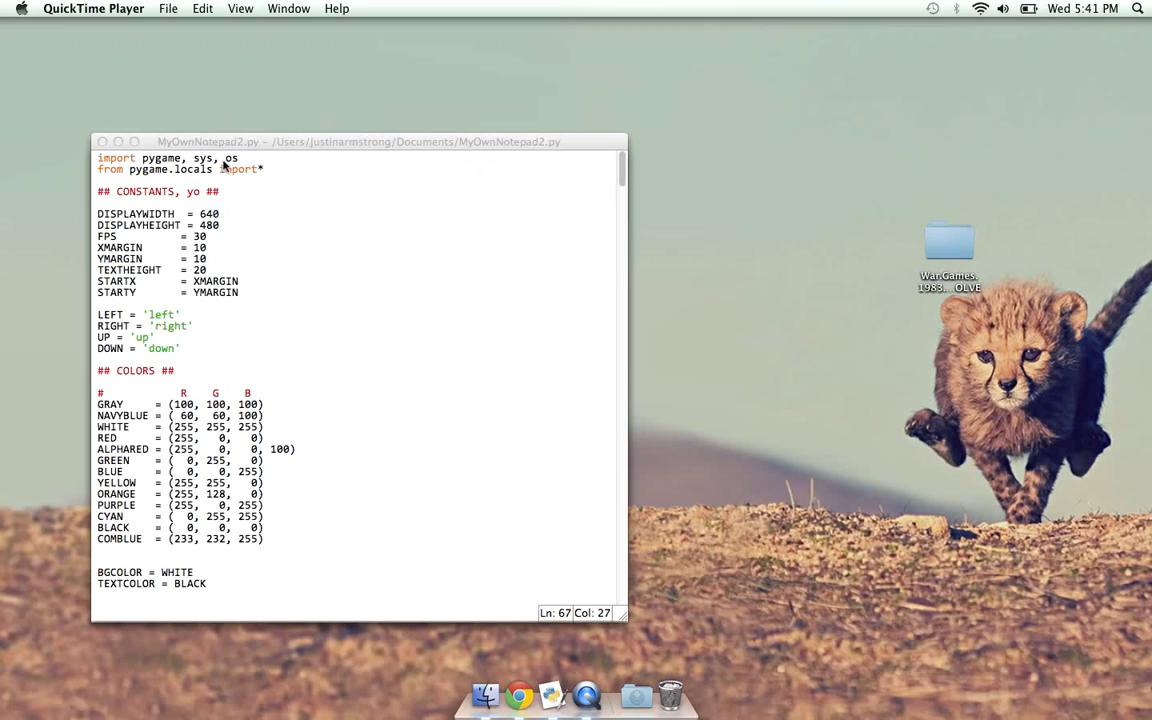 QuickTime Player File Edit View Window Help Wed 5:41 PM
MyOwnNotepad2.py – /Users/justinarmstrong/Documents/MyOwnNotepad2.py
import pygame, sys, os
from pygame.locals import*
## CONSTANTS, yo ##
DISPLAYWIDTH = 640
DISPLAYHEIGHT = 480
FPS = 30
XMARGIN = 10
YMARGIN = 10
TEXTHEIGHT = 20
STARTX = XMARGIN
STARTY = YMARGIN
LEFT = 'left'
RIGHT = 'right'
UP = 'up'
DOWN = 'down'
## COLORS ##
# R G B
GRAY = (100, 100, 100)
NAVYBLUE = ( 60, 60, 100)
WHITE = (255, 255, 255)
RED = (255, 0, 0)
ALPHARED = (255, 0, 0, 100)
GREEN = ( 0, 255, 0)
BLUE = ( 0, 0, 255)
YELLOW = (255, 255, 0)
ORANGE = (255, 128, 0)
PURPLE = (255, 0, 255)
CYAN = ( 0, 255, 255)
BLACK = ( 0, 0, 0)
COMBLUE = (233, 232, 255)
BGCOLOR = WHITE
TEXTCOLOR = BLACK
Ln: 67 Col: 27
War.Games.
1983... OLVE